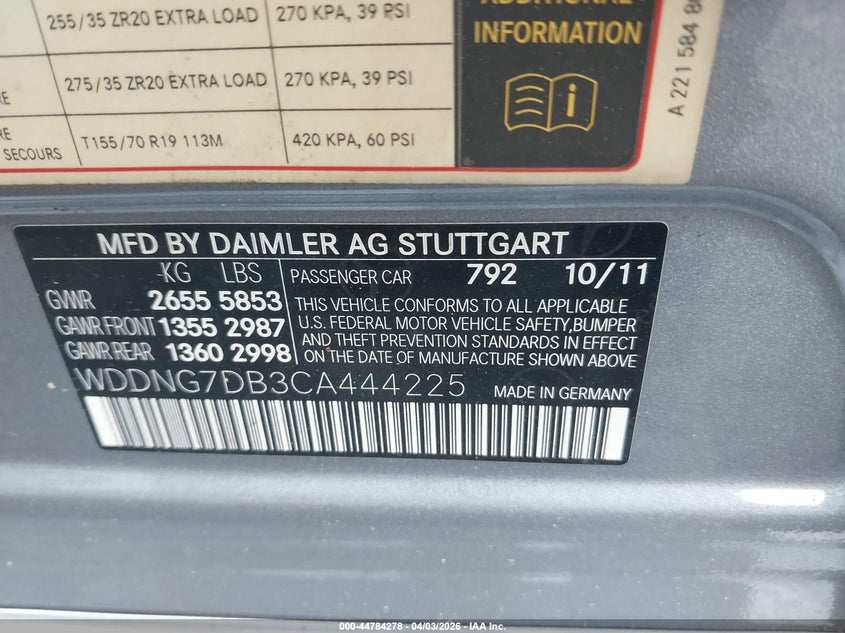 255/35 ZR20 EXTRA LOAD 270 KPA, 39 PSI
275/35 ZR20 EXTRA LOAD 270 KPA, 39 PSI
T155/70 R19 113M 420 KPA, 60 PSI
SECOURS
ADDITIONAL
INFORMATION
i
A 221 584
MFD BY DAIMLER AG STUTTGART
KG LBS PASSENGER CAR 792 10/11
GVWR 2655 5853
GAWR FRONT 1355 2987
GAWR REAR 1360 2998
THIS VEHICLE CONFORMS TO ALL APPLICABLE
U.S. FEDERAL MOTOR VEHICLE SAFETY,BUMPER
AND THEFT PREVENTION STANDARDS IN EFFECT
ON THE DATE OF MANUFACTURE SHOWN ABOVE
WDDNG7DB3CA444225 MADE IN GERMANY
000-44784278 - 04/03/2026 - IAA Inc.